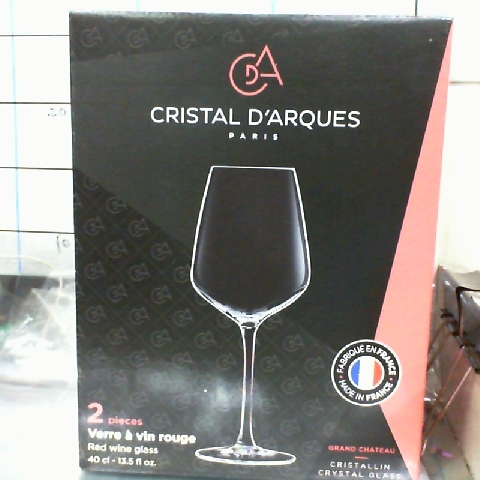 CDA
CRISTAL D'ARQUES
PARIS
FABRIQUÉ EN FRANCE
MADE IN FRANCE
2 pieces
Verre à vin rouge
Red wine glass
40 cl - 13.5 fl oz.
GRAND CHATEAU
CRISTALLIN
CRYSTAL GLASS